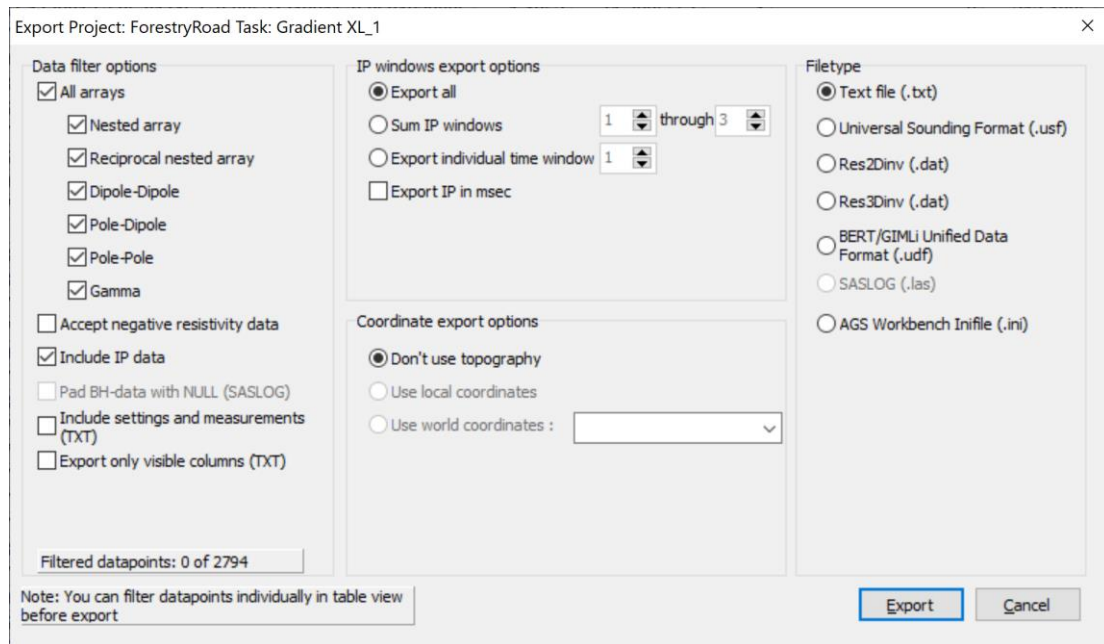 Export Project: ForestryRoad Task: Gradient XL_1
Data filter options
All arrays
Nested array
Reciprocal nested array
Dipole-Dipole
Pole-Dipole
Pole-Pole
Gamma
Accept negative resistivity data
Include IP data
Pad BH-data with NULL (SASLOG)
Include settings and measurements
(TXT)
Export only visible columns (TXT)
Filtered datapoints: 0 of 2794
Note: You can filter datapoints individually in table view
before export
IP windows export options
Export all
Sum IP windows 1 through 3
Export individual time window 1
Export IP in msec
Coordinate export options
Don't use topography
Use local coordinates
Use world coordinates :
Filetype
Text file (.txt)
Universal Sounding Format (.usf)
Res2Dinv (.dat)
Res3Dinv (.dat)
BERT/GIMLi Unified Data
Format (.udf)
SASLOG (.las)
AGS Workbench Inifile (.ini)
Export Cancel